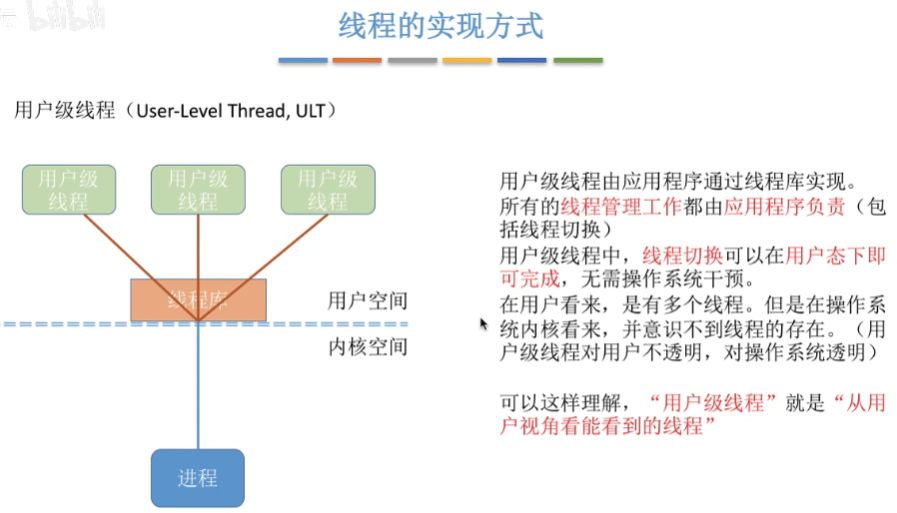 bilibili
线程的实现方式
用户级线程（User-Level Thread, ULT）
用户级
线程
用户级
线程
用户级
线程
线程库
用户空间
内核空间
进程
用户级线程由应用程序通过线程库实现。
所有的线程管理工作都由应用程序负责（包
括线程切换）
用户级线程中，线程切换可以在用户态下即
可完成，无需操作系统干预。
在用户看来，是有多个线程。但是在操作系
统内核看来，并意识不到线程的存在。（用
户级线程对用户不透明，对操作系统透明）
可以这样理解，“用户级线程”就是“从用
户视角看能看到的线程”